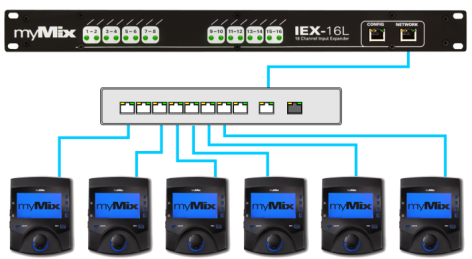 myMix
1-2 3-4 5-6 7-8
9-10 11-12 13-14 15-16
IEX-16L
16 Channel Input Expander
CONFIG
NETWORK
myMix myMix myMix myMix myMix myMix